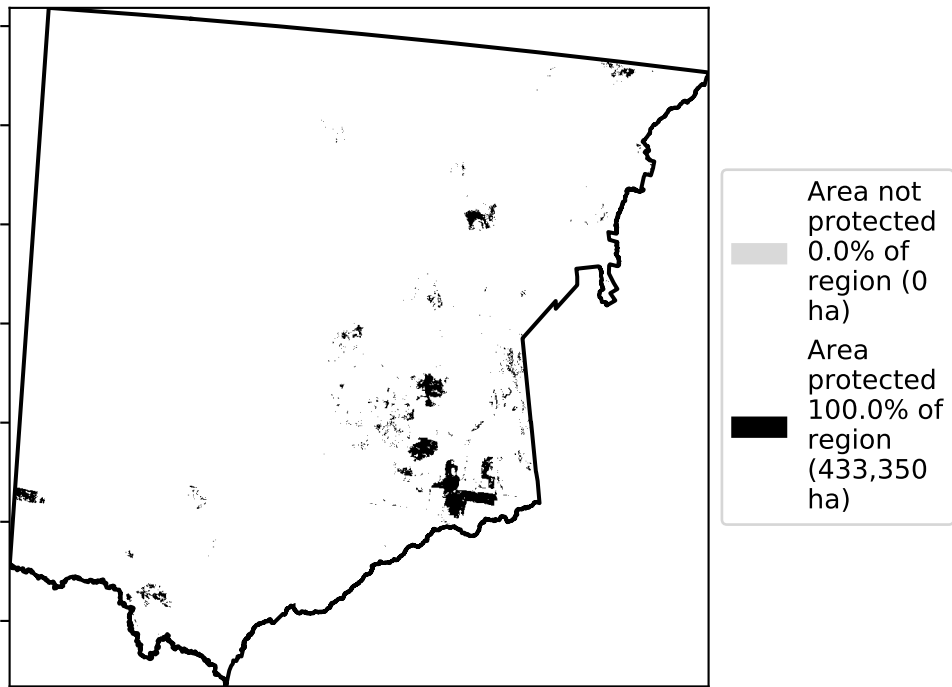 Area not
protected
0.0% of
region (0
ha)
Area
protected
100.0% of
region
(433,350
ha)